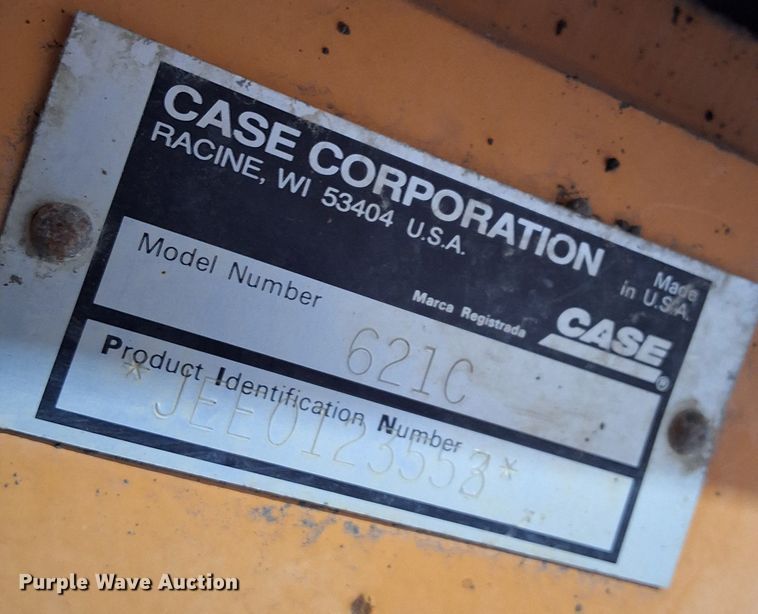 CASE CORPORATION
RACINE, WI 53404 U.S.A.
Made
in U.S.A.
Model Number
621C
Marca Registrada
CASE®
Product Identification Number
Purple Wave Auction